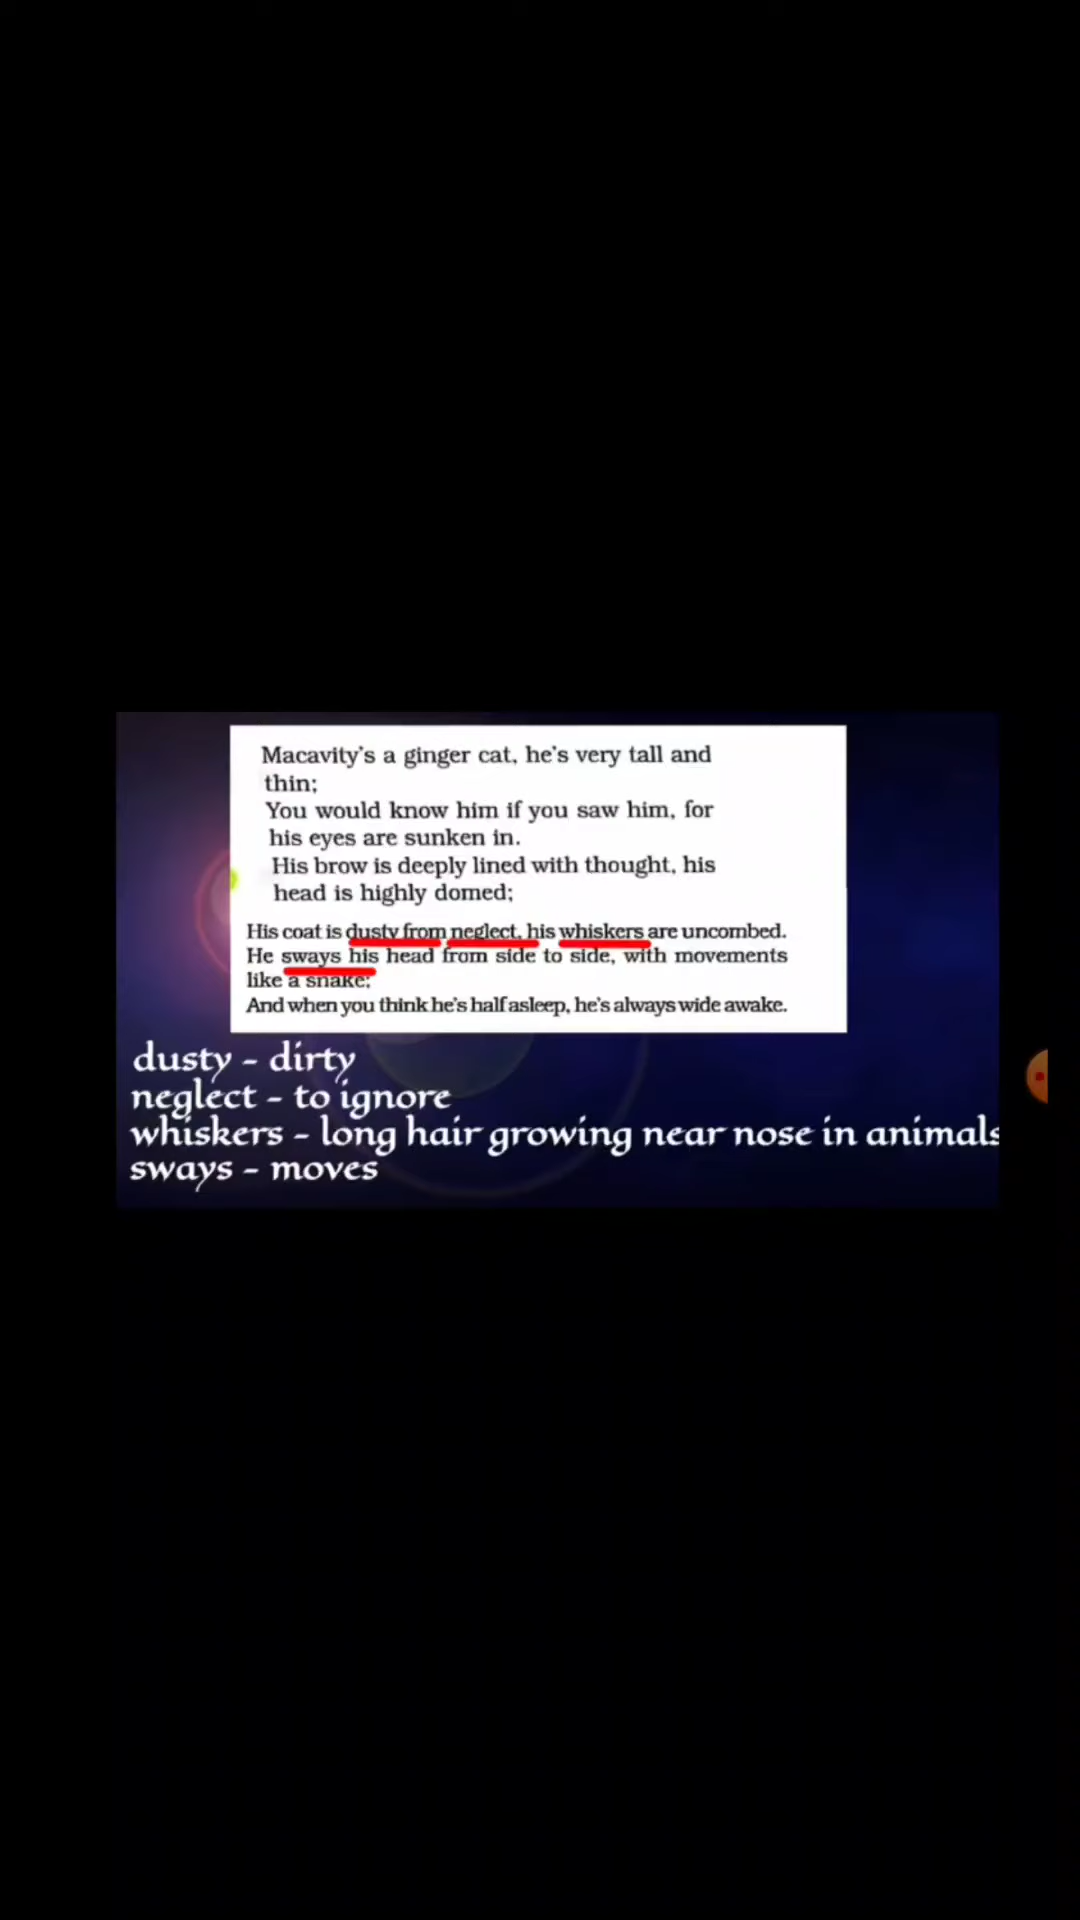 Macavity's a ginger cat, he's very tall and
thin;
You would know him if you saw him, for
his eyes are sunken in.
His brow is deeply lined with thought, his
head is highly domed;
His coat is dusty from neglect, his whiskers are uncombed.
He sways his head from side to side, with movements
like a snake;
And when you think he's half asleep, he's always wide awake.
dusty - dirty
neglect - to ignore
whiskers - long hair growing near nose in animals
sways - moves